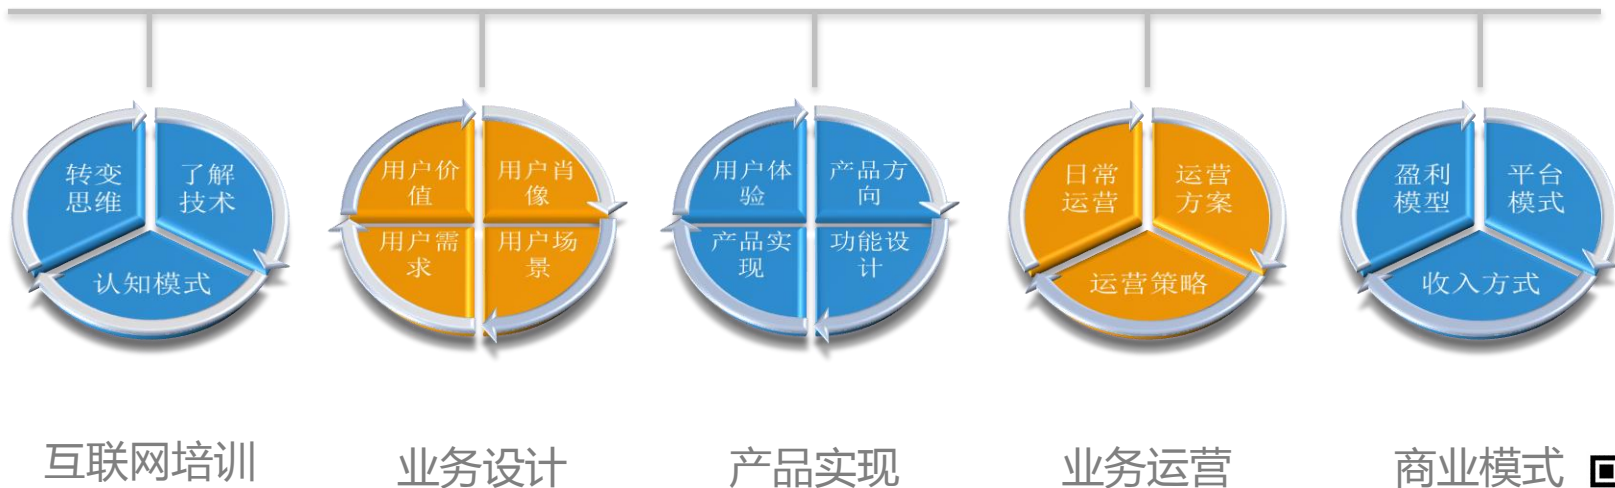 转变
思维
了解
技术
认知模式
用户价
值
用户肖
像
用户需
求
用户场
景
用户体
验
产品方
向
产品实
现
功能设
计
日常
运营
运营
方案
运营策略
盈利
模型
平台
模式
收入方式
互联网培训
业务设计
产品实现
业务运营
商业模式